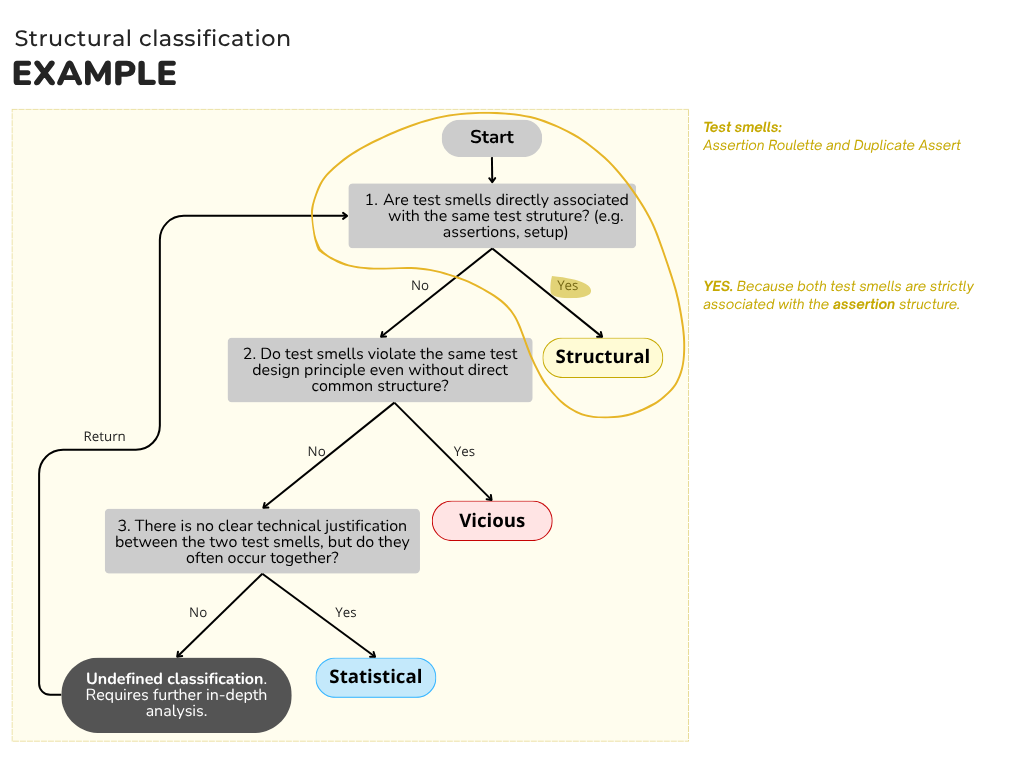 Structural classification
EXAMPLE
Start
Test smells:
Assertion Roulette and Duplicate Assert
1. Are test smells directly associated
with the same test struture? (e.g.
assertions, setup)
No
Yes
YES. Because both test smells are strictly
associated with the assertion structure.
2. Do test smells violate the same test
design principle even without direct
common structure?
Structural
Return
No
Yes
3. There is no clear technical justification
between the two test smells, but do they
often occur together?
Vicious
No
Yes
Undefined classification.
Requires further in-depth
analysis.
Statistical